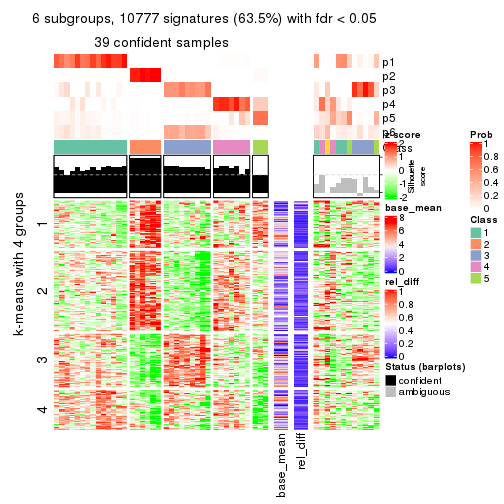 6 subgroups, 10777 signatures (63.5%) with fdr < 0.05
39 confident samples
p1
p2
p3
p4
p5
p6
Class
z-score
2
1
0
-1
-2
Silhouette
score
Prob
1
0.8
0.6
0.4
0.2
0
base_mean
8
6
4
2
0
Class
1
2
3
4
5
rel_diff
1
0.8
0.6
0.4
0.2
0
Status (barplots)
confident
ambiguous
k-means with 4 groups
1
2
3
4
base_mean
rel_diff